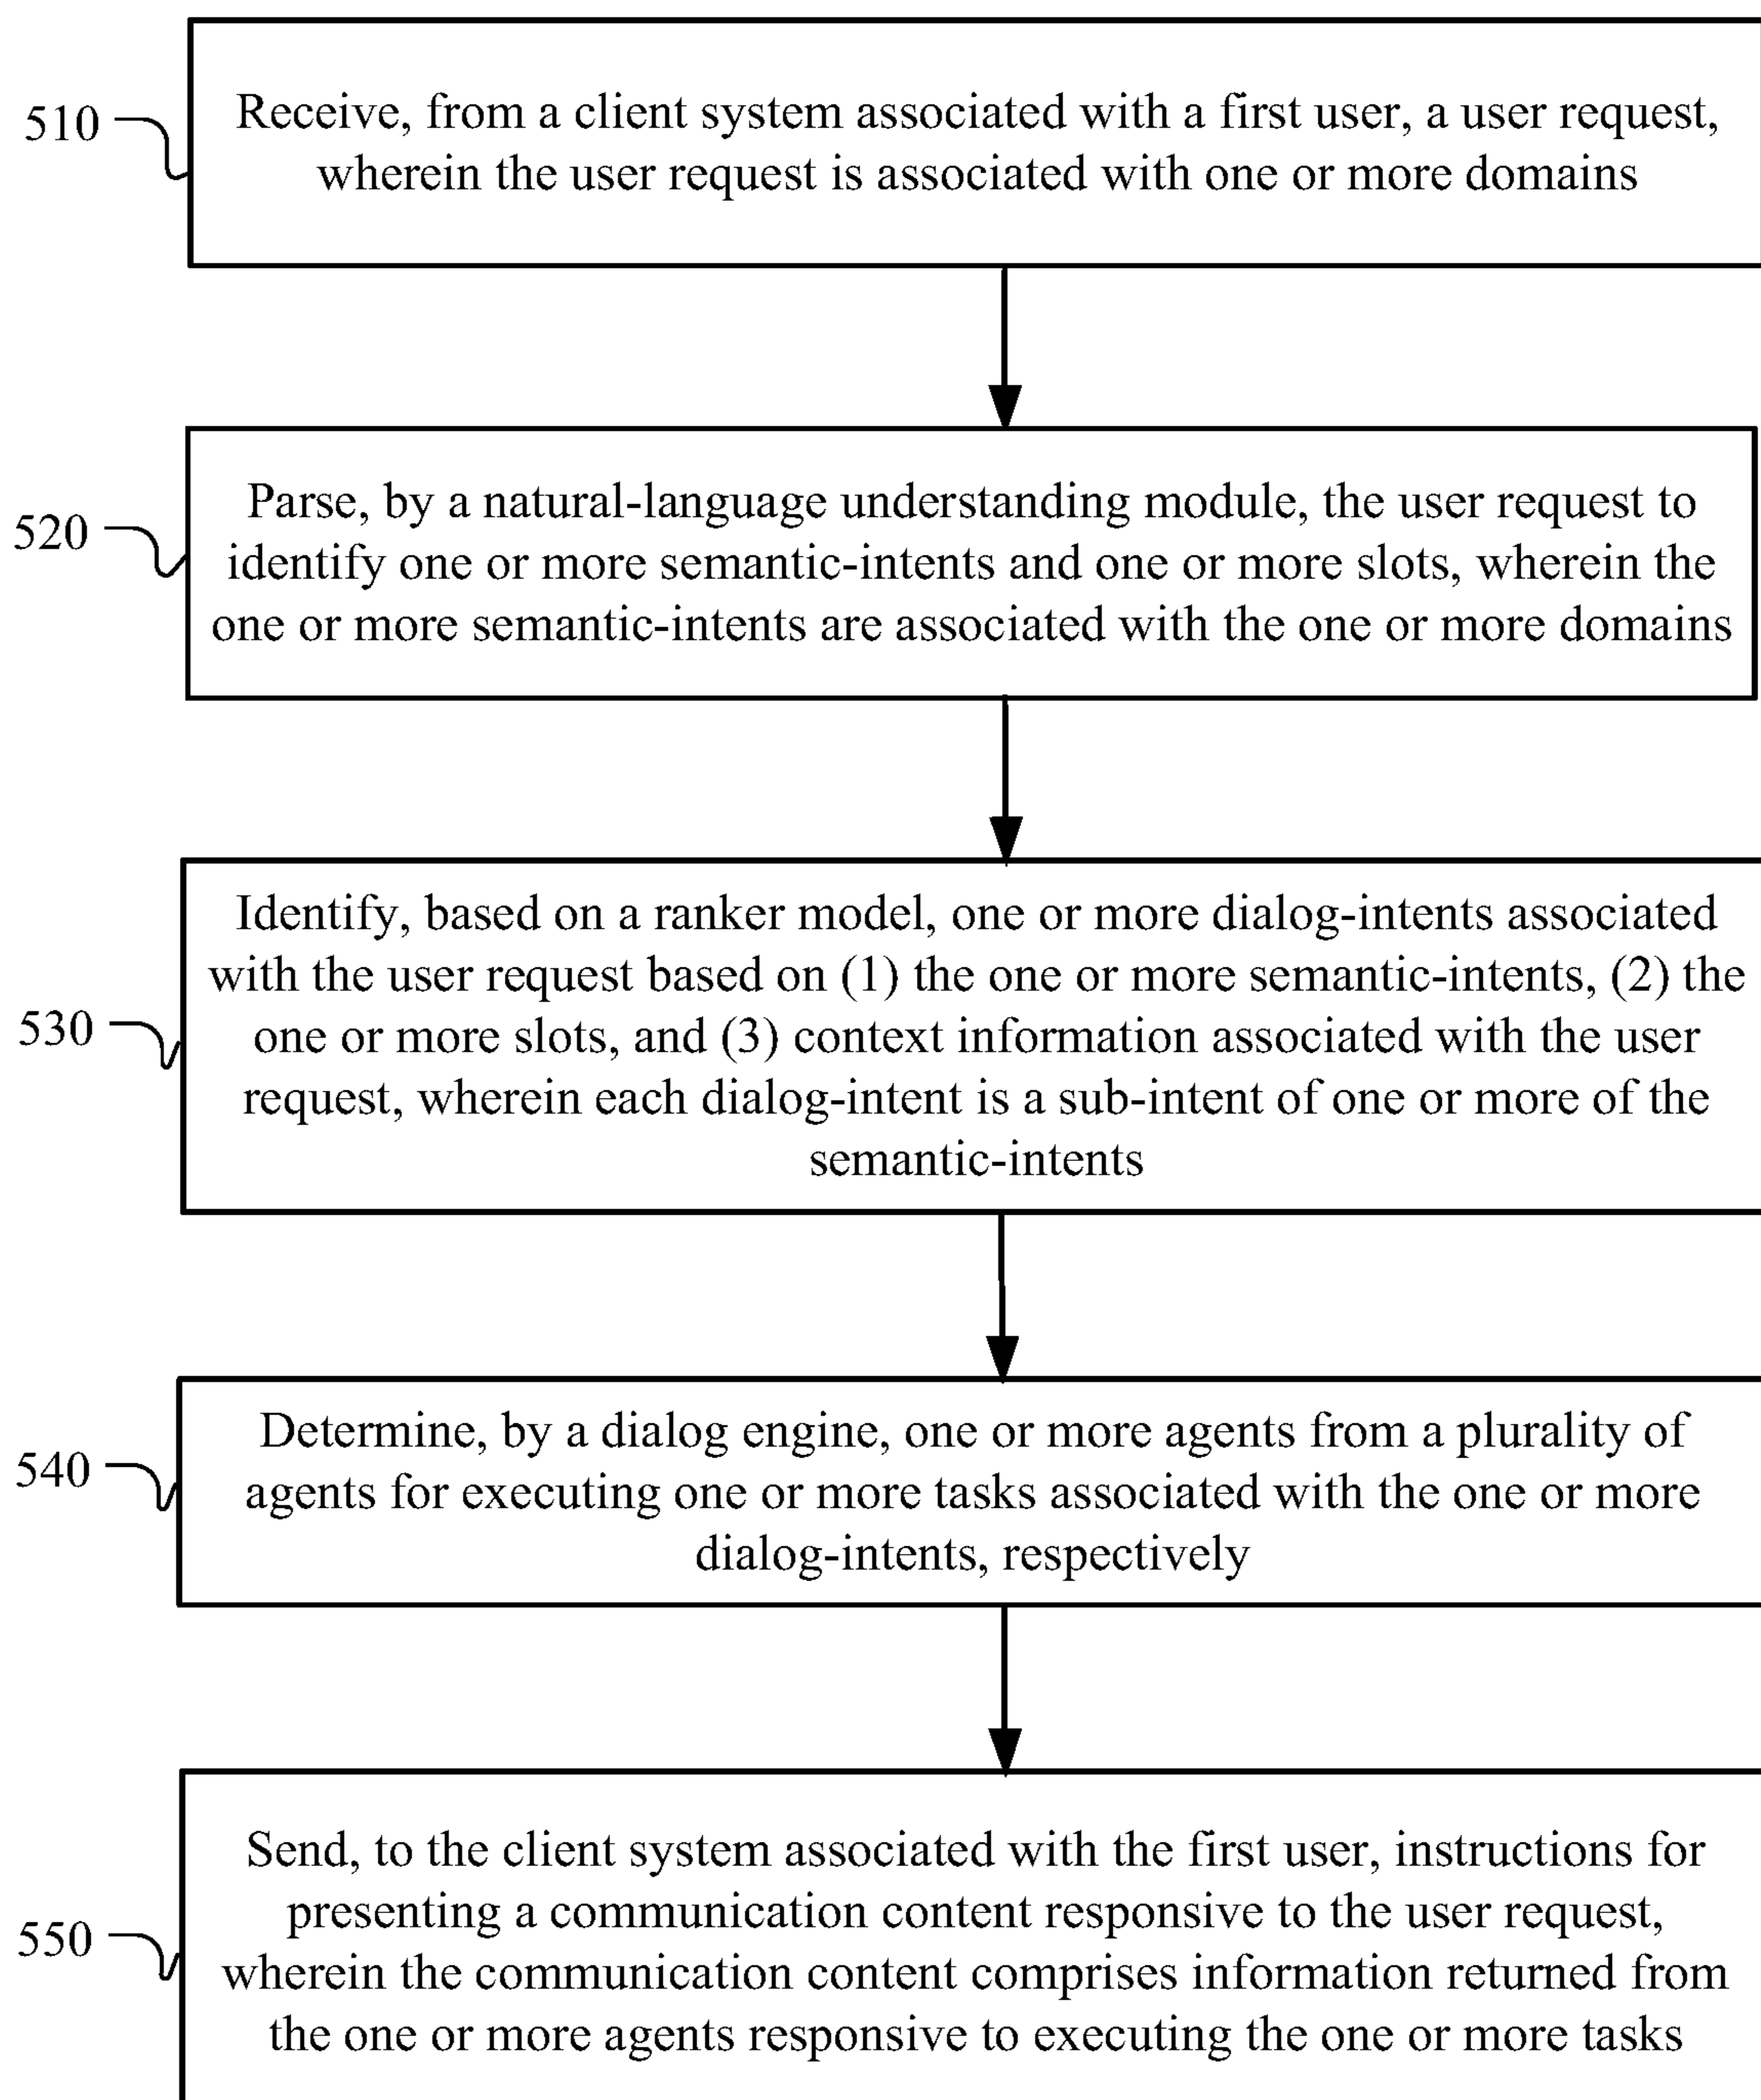 510
Receive, from a client system associated with a first user, a user request,
wherein the user request is associated with one or more domains
520
Parse, by a natural-language understanding module, the user request to
identify one or more semantic-intents and one or more slots, wherein the
one or more semantic-intents are associated with the one or more domains
530
Identify, based on a ranker model, one or more dialog-intents associated
with the user request based on (1) the one or more semantic-intents, (2) the
one or more slots, and (3) context information associated with the user
request, wherein each dialog-intent is a sub-intent of one or more of the
semantic-intents
540
Determine, by a dialog engine, one or more agents from a plurality of
agents for executing one or more tasks associated with the one or more
dialog-intents, respectively
550
Send, to the client system associated with the first user, instructions for
presenting a communication content responsive to the user request,
wherein the communication content comprises information returned from
the one or more agents responsive to executing the one or more tasks